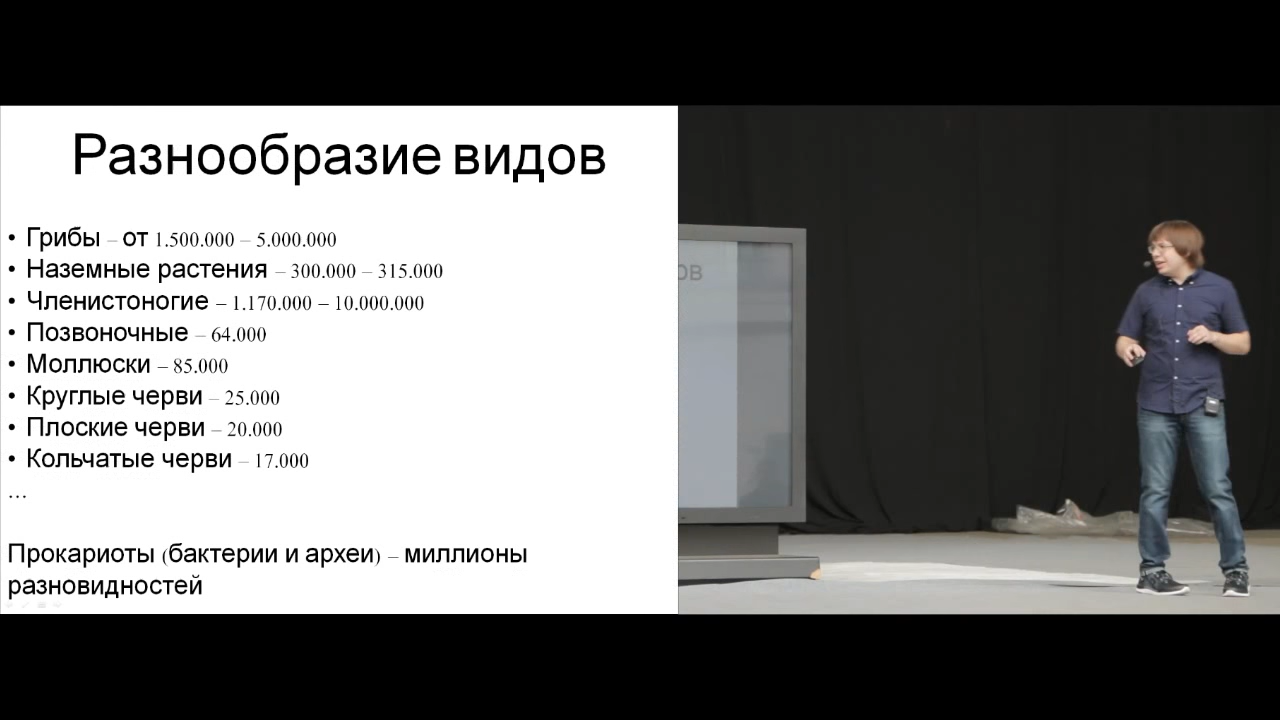 Разнообразие видов
• Грибы – от 1.500.000 – 5.000.000
• Наземные растения – 300.000 – 315.000
• Членистоногие – 1.170.000 – 10.000.000
• Позвоночные – 64.000
• Моллюски – 85.000
• Круглые черви – 25.000
• Плоские черви – 20.000
• Кольчатые черви – 17.000
...
Прокариоты (бактерии и археи) – миллионы
разновидностей
ов